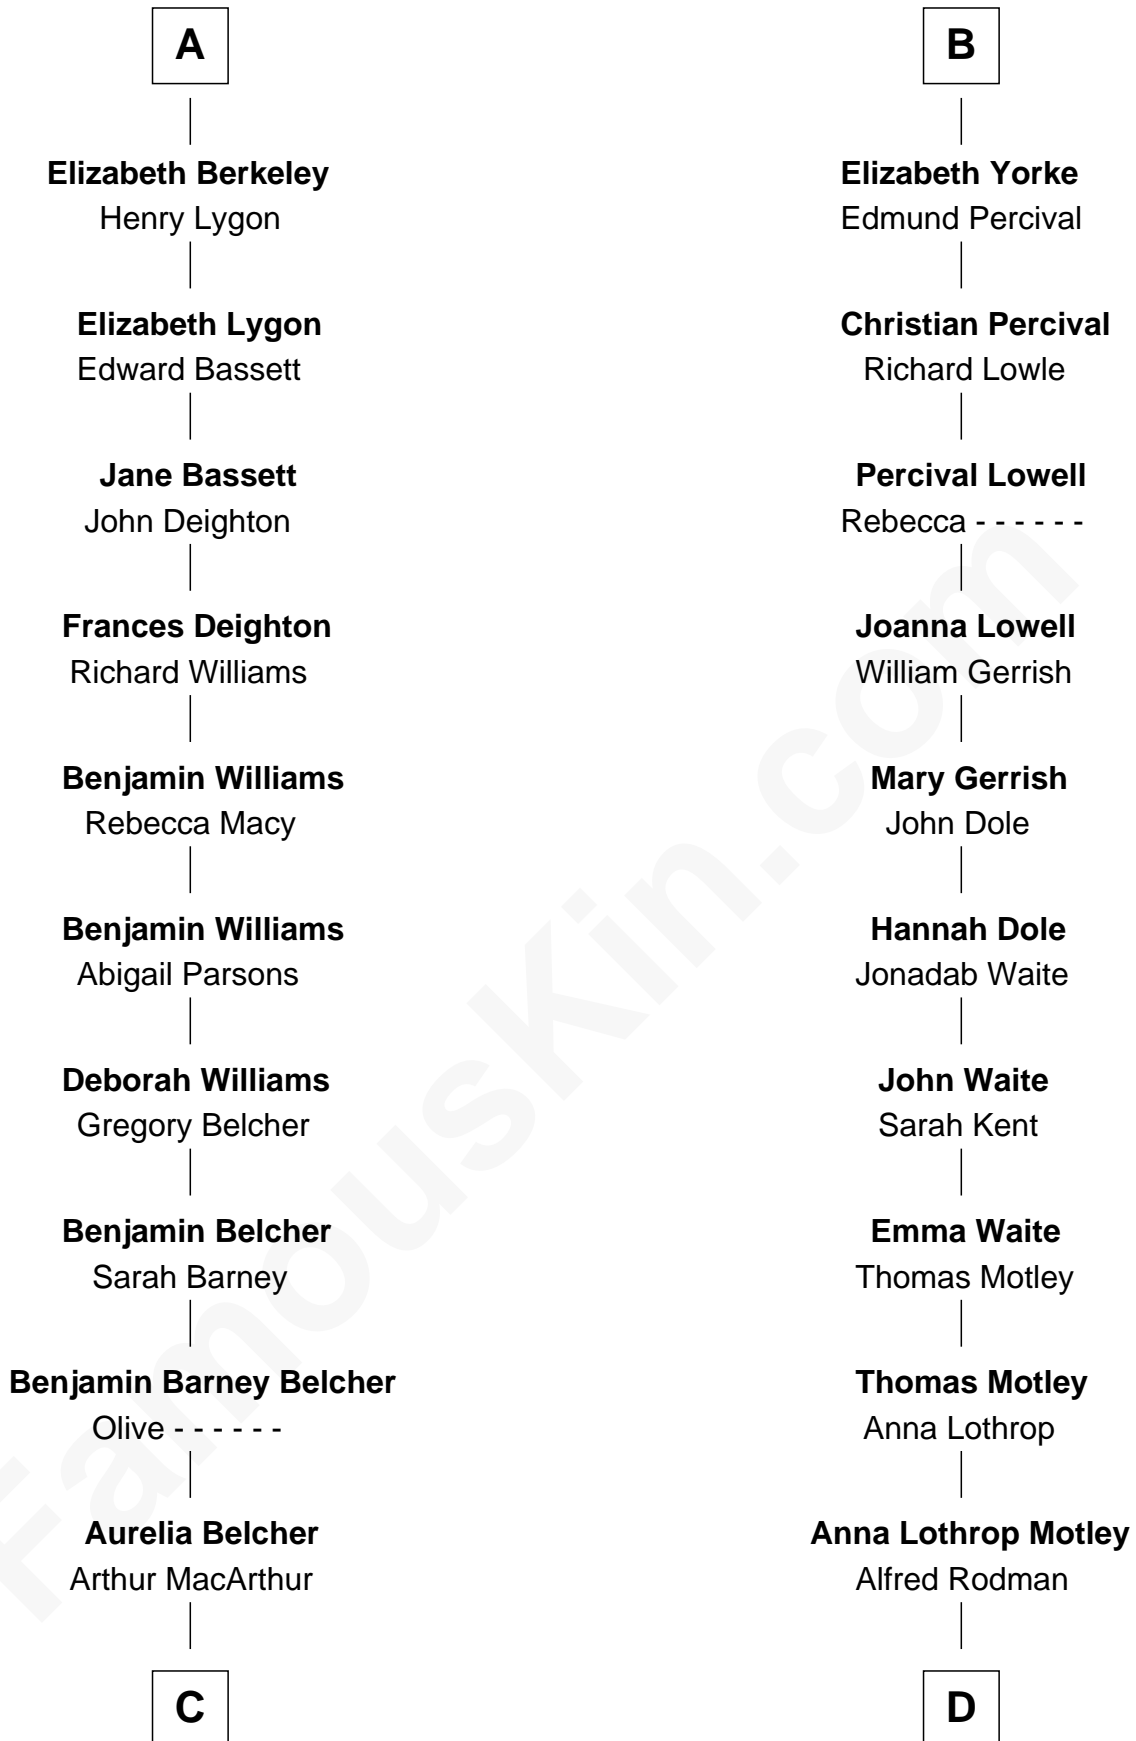 A
Elizabeth Berkeley
Henry Lygon
Elizabeth Lygon
Edward Bassett
Jane Bassett
John Deighton
Frances Deighton
Richard Williams
Benjamin Williams
Rebecca Macy
Benjamin Williams
Abigail Parsons
Deborah Williams
Gregory Belcher
Benjamin Belcher
Sarah Barney
Benjamin Barney Belcher
Olive - - - - - -
Aurelia Belcher
Arthur MacArthur
C
B
Elizabeth Yorke
Edmund Percival
Christian Percival
Richard Lowle
Percival Lowell
Rebecca - - - - - -
Joanna Lowell
William Gerrish
Mary Gerrish
John Dole
Hannah Dole
Jonadab Waite
John Waite
Sarah Kent
Emma Waite
Thomas Motley
Thomas Motley
Anna Lothrop
Anna Lothrop Motley
Alfred Rodman
D
FamousKin.com